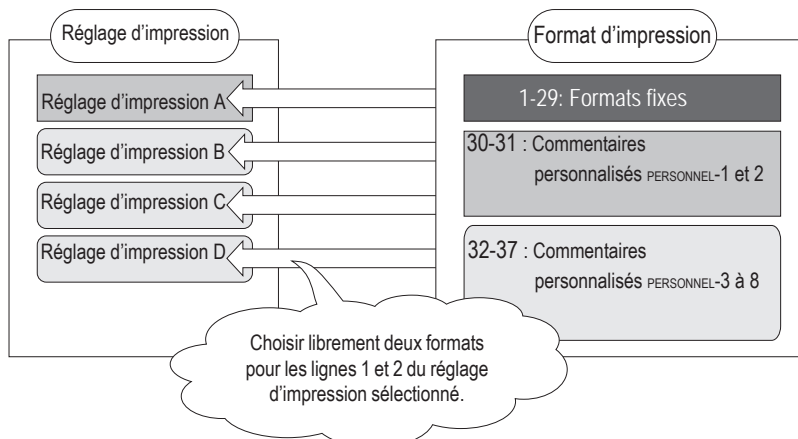 Réglage d'impression
Réglage d'impression A
Réglage d'impression B
Réglage d'impression C
Réglage d'impression D
Format d'impression
1-29: Formats fixes
30-31 : Commentaires
personnalisés PERSONNEL-1 et 2
32-37 : Commentaires
personnalisés PERSONNEL-3 à 8
Choisir librement deux formats
pour les lignes 1 et 2 du réglage
d'impression sélectionné.